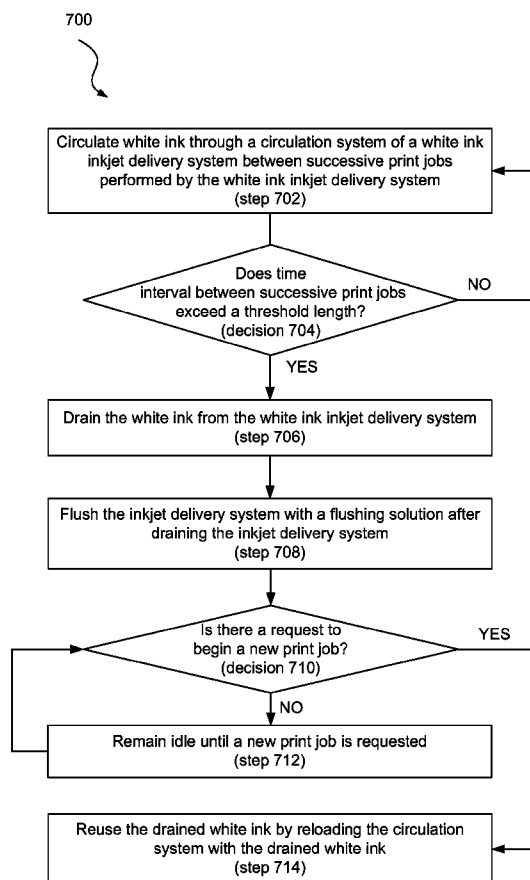 700
Circulate white ink through a circulation system of a white ink
inkjet delivery system between successive print jobs
performed by the white ink inkjet delivery system
(step 702)
Does time
interval between successive print jobs
exceed a threshold length?
(decision 704)
NO
YES
Drain the white ink from the white ink inkjet delivery system
(step 706)
Flush the inkjet delivery system with a flushing solution after
draining the inkjet delivery system
(step 708)
Is there a request to
begin a new print job?
(decision 710)
YES
NO
Remain idle until a new print job is requested
(step 712)
Reuse the drained white ink by reloading the circulation
system with the drained white ink
(step 714)